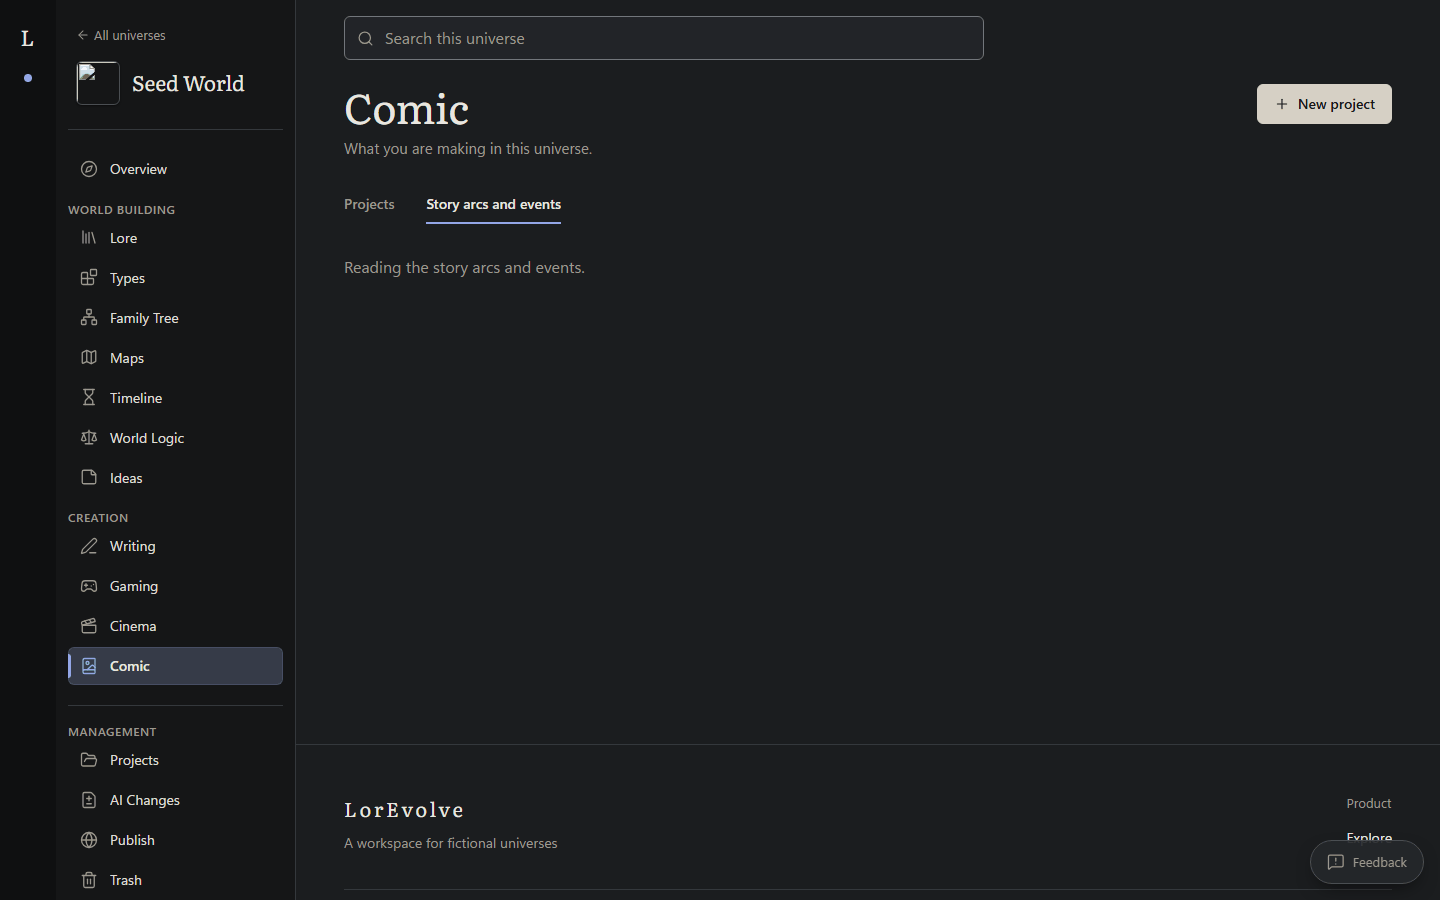 L
All universes
Seed World
Overview
WORLD BUILDING
Lore
Types
Family Tree
Maps
Timeline
World Logic
Ideas
CREATION
Writing
Gaming
Cinema
Comic
MANAGEMENT
Projects
AI Changes
Publish
Trash
Search this universe
Comic
New project
What you are making in this universe.
Projects
Story arcs and events
Reading the story arcs and events.
LorEvolve
A workspace for fictional universes
Product
Explore
Feedback